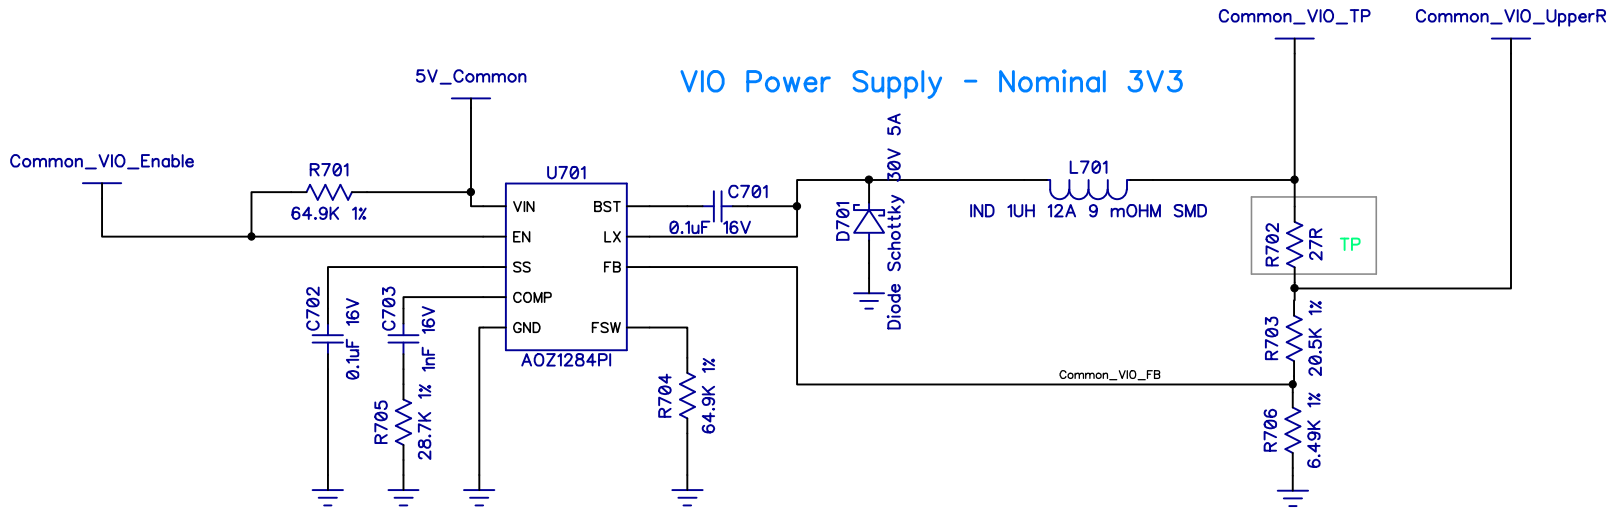 Common_VIO_TP
Common_VIO_UpperR
5V_Common
VIO Power Supply - Nominal 3V3
Common_VIO_Enable
R701
64.9K 1%
U701
VIN
EN
SS
COMP
GND
BST
LX
FB
FSW
AOZ1284PI
C701
0.1uF 16V
D701
Diode Schottky 30V 5A
L701
IND 1UH 12A 9 mOHM SMD
R702
27R
TP
C702
0.1uF 16V
C703
1nF 16V
R705
28.7K 1%
R704
64.9K 1%
R703
20.5K 1%
Common_VIO_FB
R706
6.49K 1%